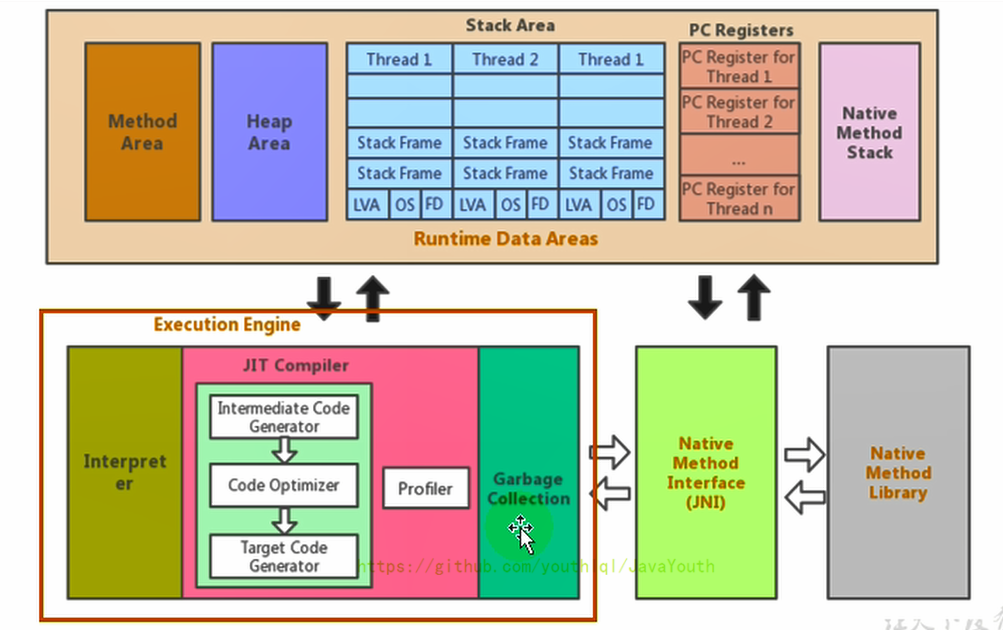 Stack Area
PC Registers
Method
Area
Heap
Area
Thread 1
Thread 2
Thread 1
Stack Frame
Stack Frame
Stack Frame
Stack Frame
Stack Frame
Stack Frame
LVA
OS
FD
LVA
OS
FD
LVA
OS
FD
PC Register for
Thread 1
PC Register for
Thread 2
...
PC Register for
Thread n
Native
Method
Stack
Runtime Data Areas
Execution Engine
Interpret
er
JIT Compiler
Intermediate Code
Generator
Code Optimizer
Target Code
Generator
Profiler
Garbage
Collection
Native
Method
Interface
(JNI)
Native
Method
Library
https://github.com/youthlql/JavaYouth